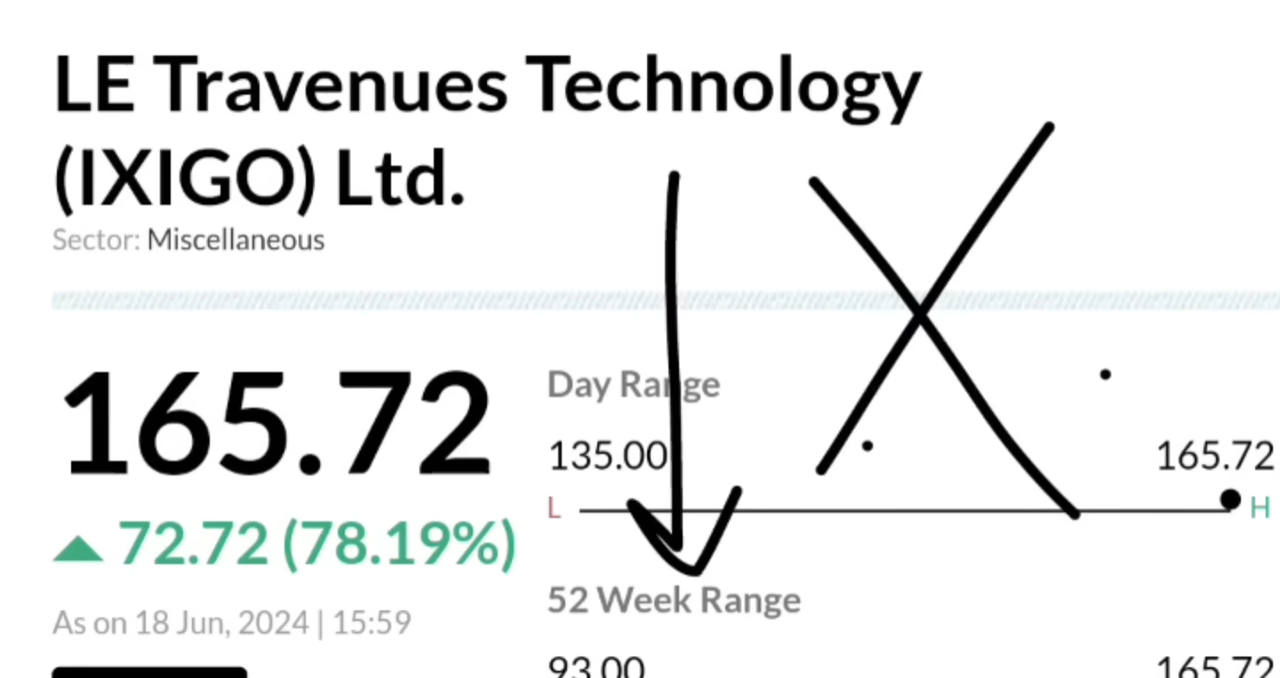 LE Travenues Technology
(IXIGO) Ltd.
Sector: Miscellaneous
165.72
72.72 (78.19%)
As on 18 Jun, 2024 | 15:59
Day Range
135.00 165.72
L H
52 Week Range
93.00 165.72